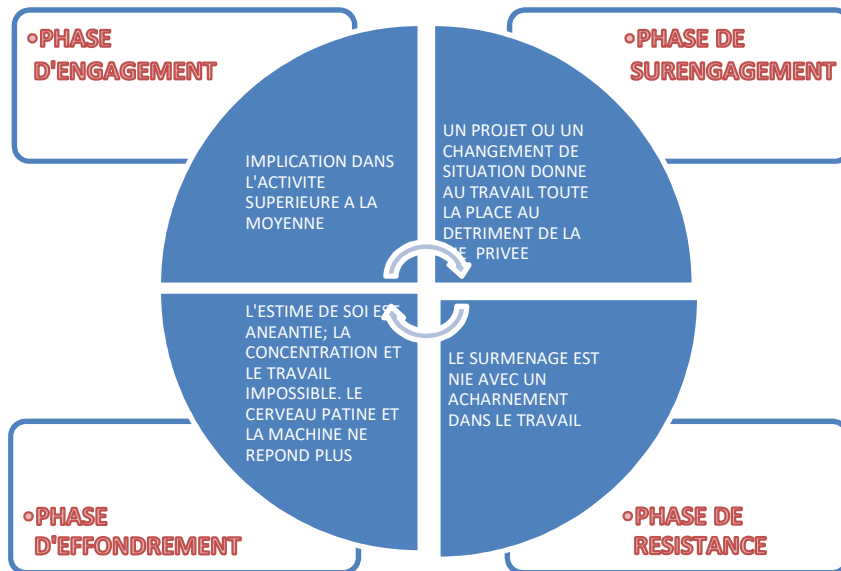 •PHASE
D'ENGAGEMENT
•PHASE DE
SURENGAGEMENT
IMPLICATION DANS
L'ACTIVITE
SUPERIEURE A LA
MOYENNE
UN PROJET OU UN
CHANGEMENT DE
SITUATION DONNE
AU TRAVAIL TOUTE
LA PLACE AU
DETRIMENT DE LA
PRIVEE
L'ESTIME DE SOI EST
ANEANTIE; LA
CONCENTRATION ET
LE TRAVAIL
IMPOSSIBLE. LE
CERVEAU PATINE ET
LA MACHINE NE
REPOND PLUS
LE SURMENAGE EST
NIE AVEC UN
ACHARNEMENT
DANS LE TRAVAIL
•PHASE
D'EFFONDREMENT
•PHASE DE
RESISTANCE